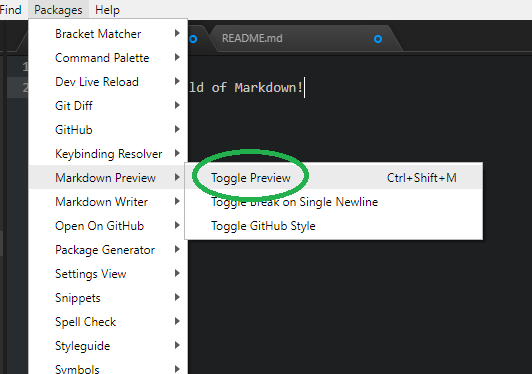 Find Packages Help
README.md
1
2 ld of Markdown!
Bracket Matcher
Command Palette
Dev Live Reload
Git Diff
GitHub
Keybinding Resolver
Markdown Preview
Toggle Preview Ctrl+Shift+M
Markdown Writer
Toggle Break on Single Newline
Open On GitHub
Toggle GitHub Style
Package Generator
Settings View
Snippets
Spell Check
Styleguide
Symbols